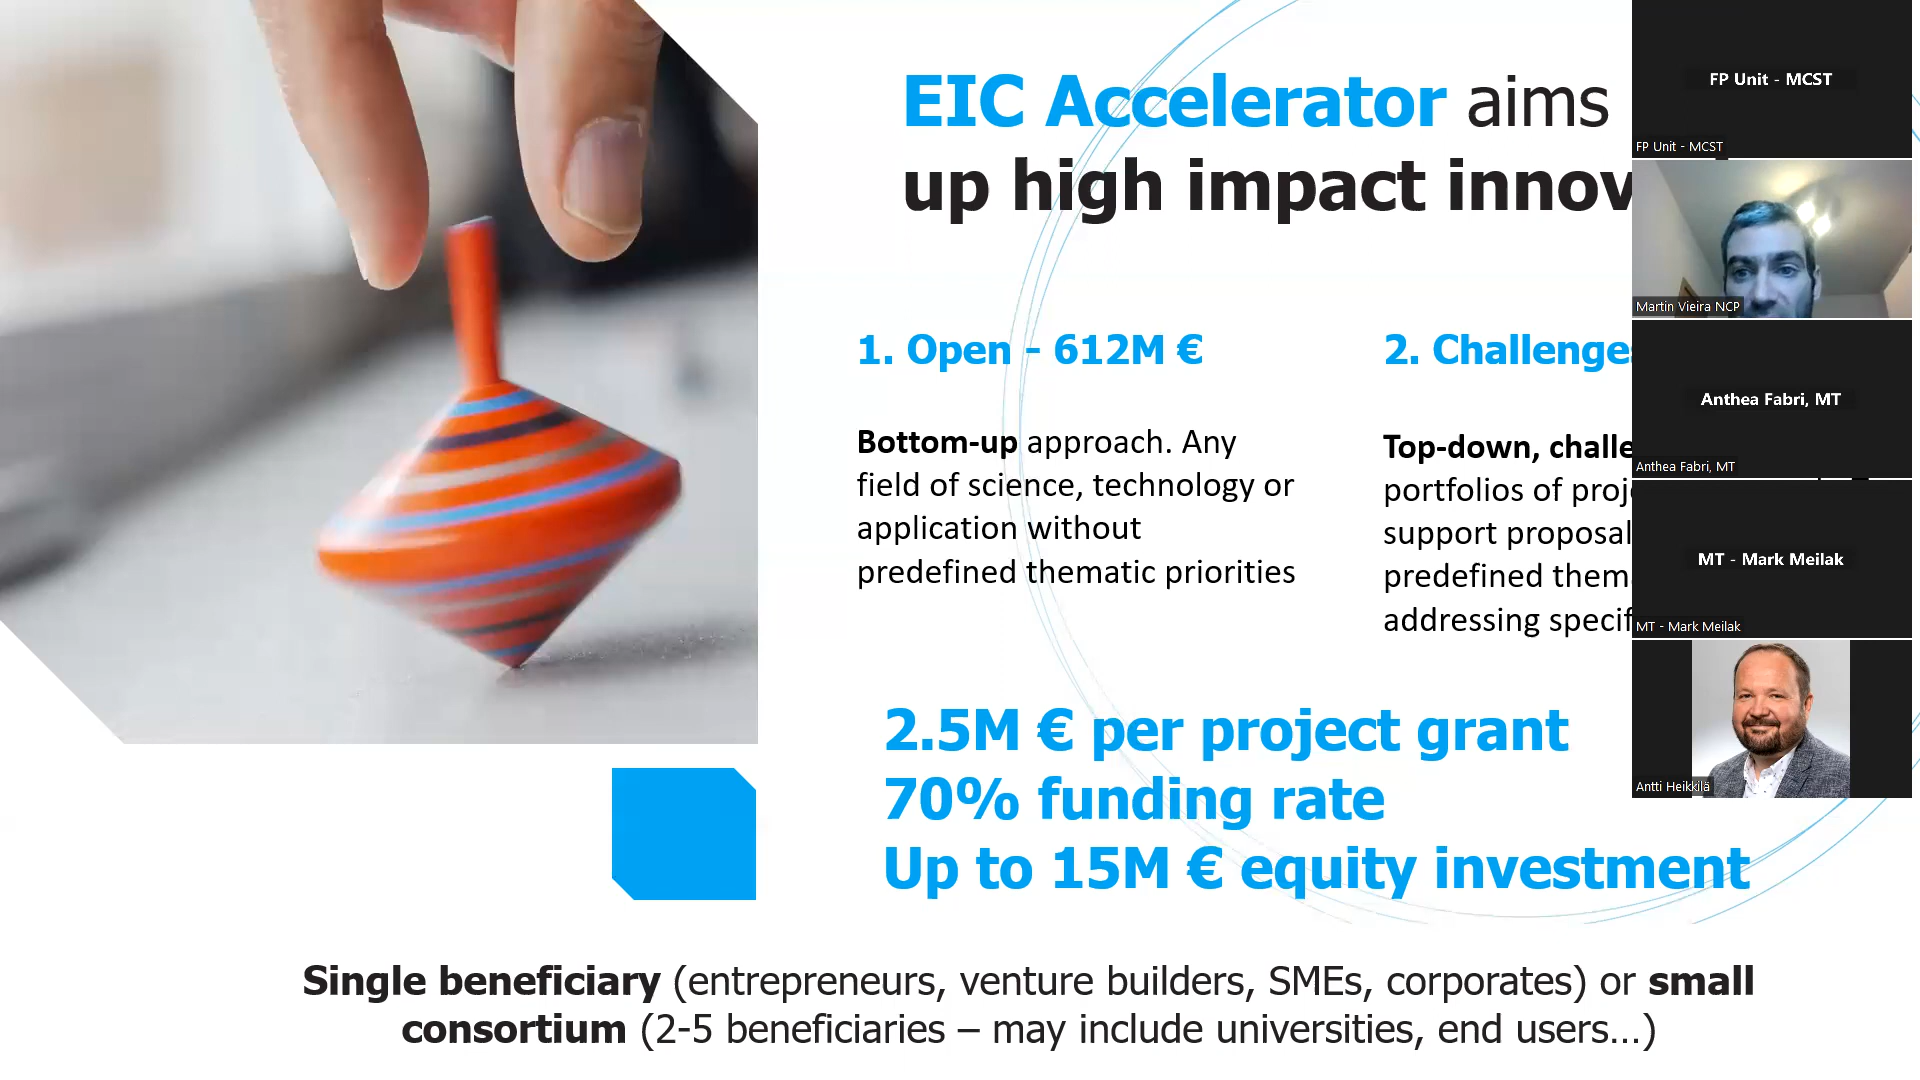 EIC Accelerator aims
up high impact innov
1. Open - 612M €
Bottom-up approach. Any
field of science, technology or
application without
predefined thematic priorities
2. Challenge
Top-down, challe
portfolios of proj
support proposal
predefined them
addressing specif
2.5M € per project grant
70% funding rate
Up to 15M € equity investment
Single beneficiary (entrepreneurs, venture builders, SMEs, corporates) or small
consortium (2-5 beneficiaries – may include universities, end users...)
FP Unit - MCST
FP Unit - MCST
Martin Vieira NCP
Anthea Fabri, MT
Anthea Fabri, MT
MT - Mark Meilak
MT - Mark Meilak
Antti Heikkilä